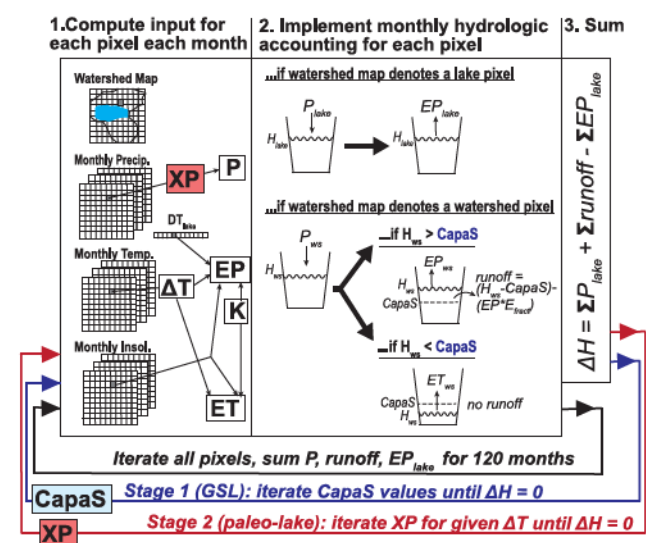 1.Compute input for
each pixel each month
2. Implement monthly hydrologic
accounting for each pixel
3. Sum
Watershed Map
Monthly Precip.
XP
P
DT lake
Monthly Temp.
ΔT
EP
K
Monthly Insol.
ET
...if watershed map denotes a lake pixel
P lake
H lake
EP lake
H lake
...if watershed map denotes a watershed pixel
P ws
H ws
...if H ws > CapaS
EP ws
H ws
CapaS
runoff =
(H ws -CapaS)-
(EP*E fract)
...if H ws < CapaS
ET ws
CapaS
H ws
no runoff
ΔH = ΣP lake + Σrunoff - ΣEP lake
Iterate all pixels, sum P, runoff, EP lake for 120 months
CapaS
Stage 1 (GSL): iterate CapaS values until ΔH = 0
Stage 2 (paleo-lake): iterate XP for given ΔT until ΔH = 0
XP